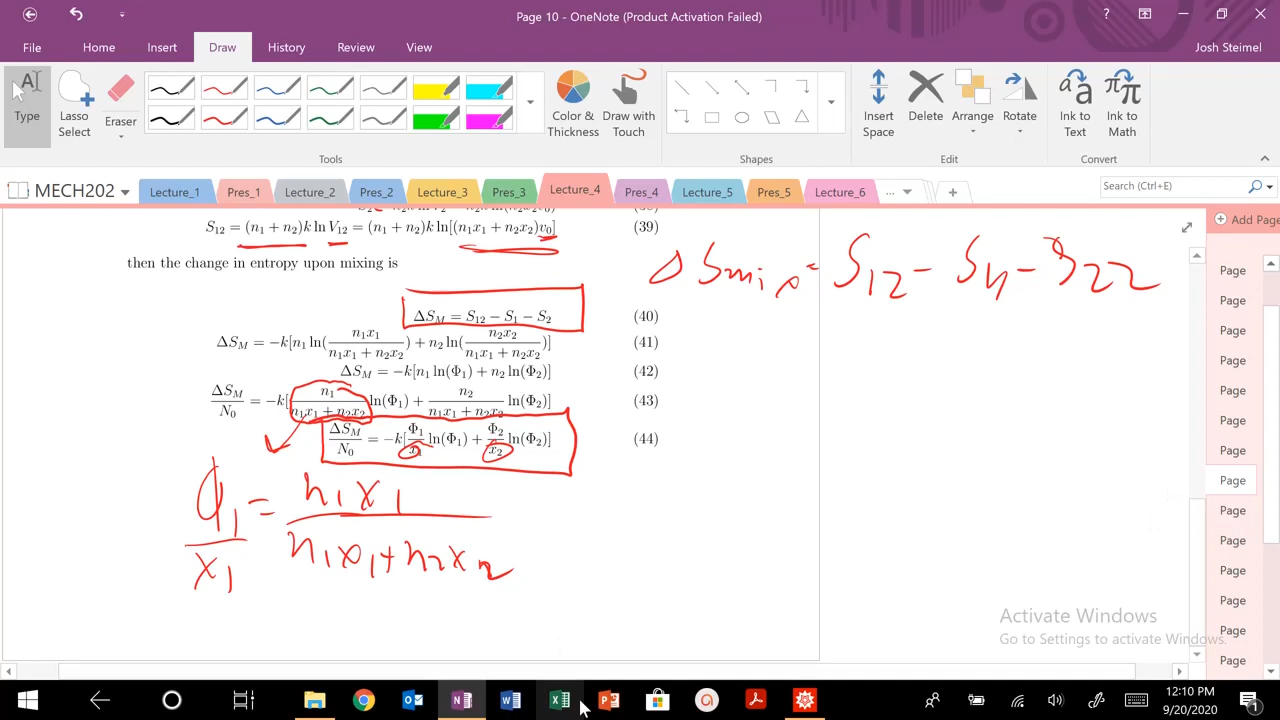 Page 10 - OneNote (Product Activation Failed)
File Home Insert Draw History Review View Josh Steimel
Type Lasso Select Eraser Color & Thickness Draw with Touch Insert Space Delete Arrange Rotate Ink to Text Ink to Math
Tools Shapes Edit Convert
MECH202 Lecture_1 Pres_1 Lecture_2 Pres_2 Lecture_3 Pres_3 Lecture_4 Pres_4 Lecture_5 Pres_5 Lecture_6 ... Search (Ctrl+E)
Add Page
S₁₂ = (n₁ + n₂)k ln V₁₂ = (n₁ + n₂)k ln[(n₁x₁ + n₂x₂)v₀] (39)
then the change in entropy upon mixing is
ΔSmix = S₁₂ - S₁₁ - S₂₂
ΔS_M = S₁₂ − S₁ − S₂ (40)
ΔS_M = −k[n₁ ln(n₁x₁/(n₁x₁ + n₂x₂)) + n₂ ln(n₂x₂/(n₁x₁ + n₂x₂))] (41)
ΔS_M = −k[n₁ ln(Φ₁) + n₂ ln(Φ₂)] (42)
ΔS_M/N₀ = −k[n₁/(n₁x₁ + n₂x₂) ln(Φ₁) + n₂/(n₁x₁ + n₂x₂) ln(Φ₂)] (43)
ΔS_M/N₀ = −k[Φ₁/x₁ ln(Φ₁) + Φ₂/x₂ ln(Φ₂)] (44)
ϕ₁/x₁ = n₁x₁/(n₁x₁ + n₂x₂)
Page
Page
Page
Page
Page
Page
Page
Page
Page
Page
Page
Page
Page
Page
Activate Windows
Go to Settings to activate Windows.
12:10 PM
9/20/2020
1